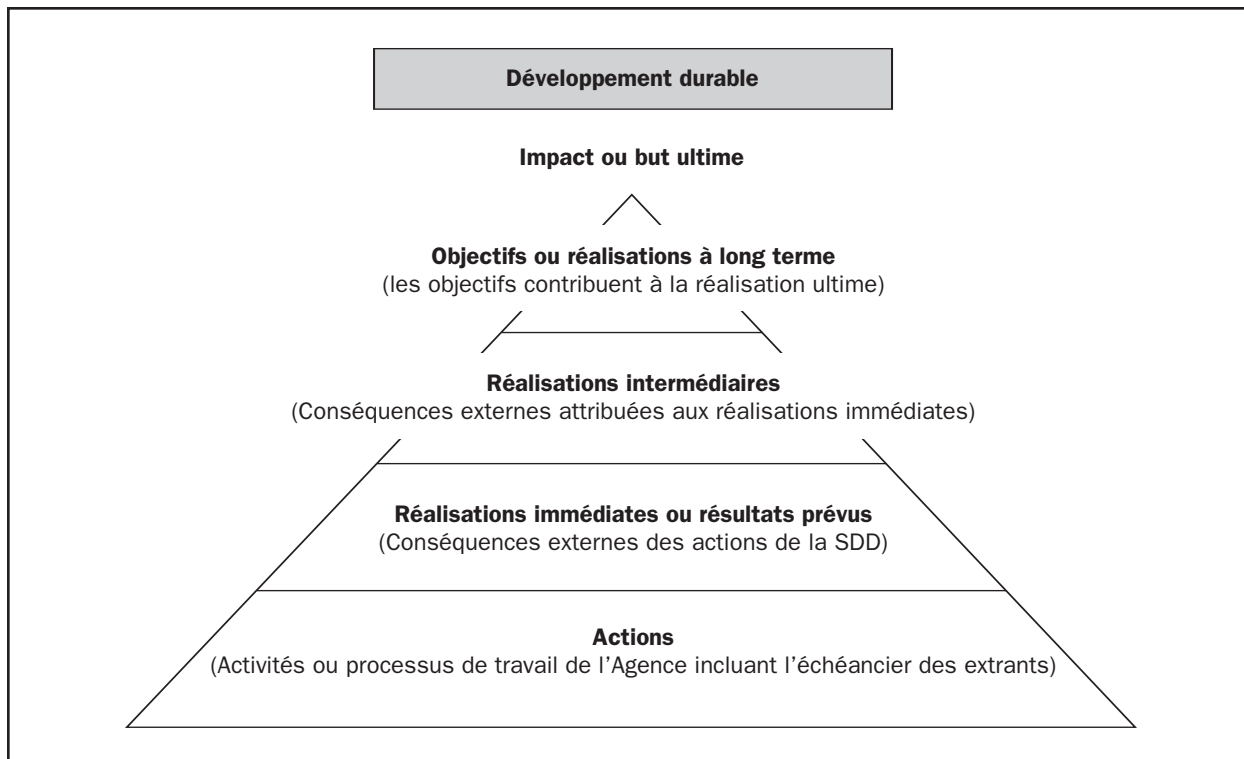 Développement durable
Impact ou but ultime
Objectifs ou réalisations à long terme
(les objectifs contribuent à la réalisation ultime)
Réalisations intermédiaires
(Conséquences externes attribuées aux réalisations immédiates)
Réalisations immédiates ou résultats prévus
(Conséquences externes des actions de la SDD)
Actions
(Activités ou processus de travail de l’Agence incluant l’échéancier des extrants)